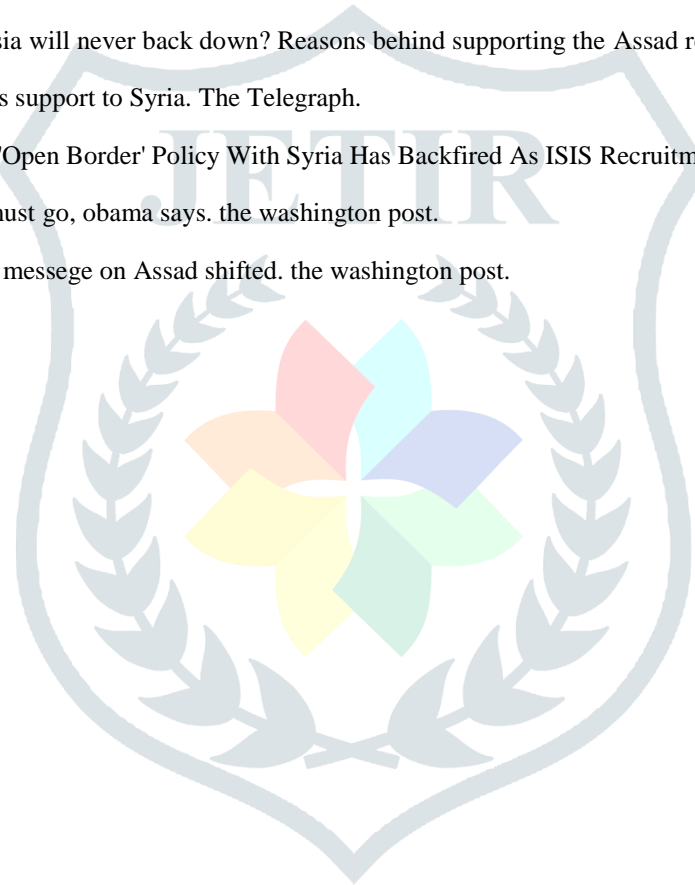 sia will never back down? Reasons behind supporting the Assad r
s support to Syria. The Telegraph.
'Open Border' Policy With Syria Has Backfired As ISIS Recruitm
JETIR
nust go, obama says. the washington post.
messege on Assad shifted. the washington post.